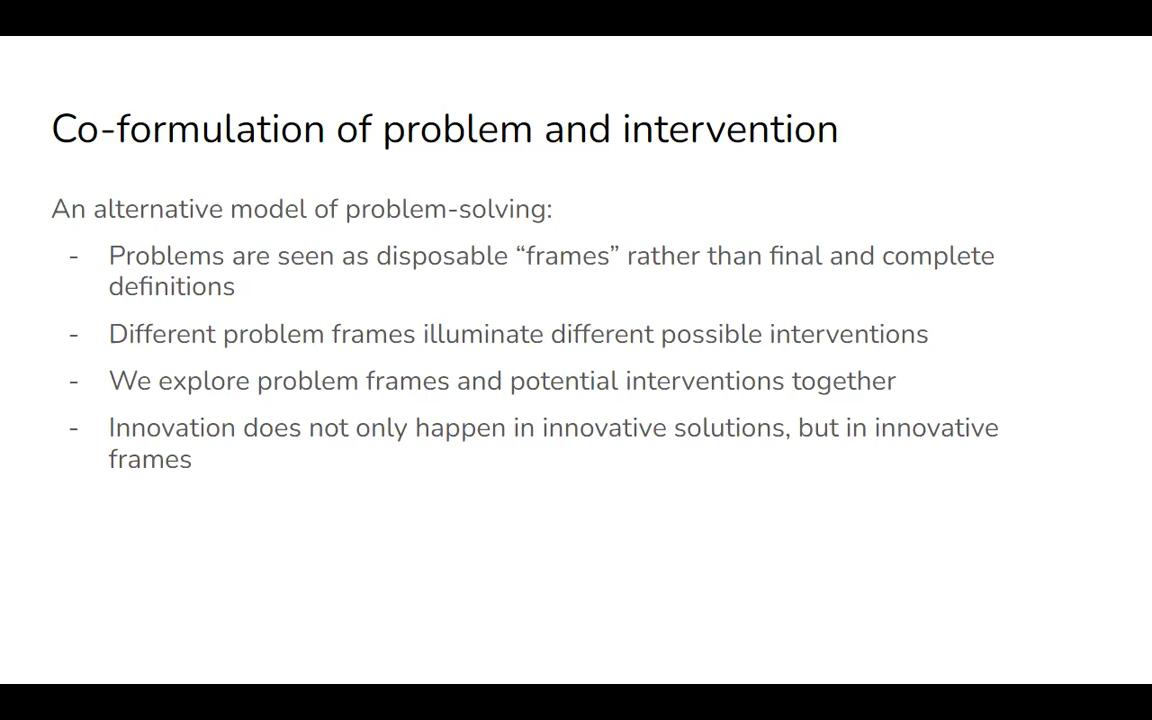 Co-formulation of problem and intervention
An alternative model of problem-solving:
- Problems are seen as disposable “frames” rather than final and complete
definitions
- Different problem frames illuminate different possible interventions
- We explore problem frames and potential interventions together
- Innovation does not only happen in innovative solutions, but in innovative
frames